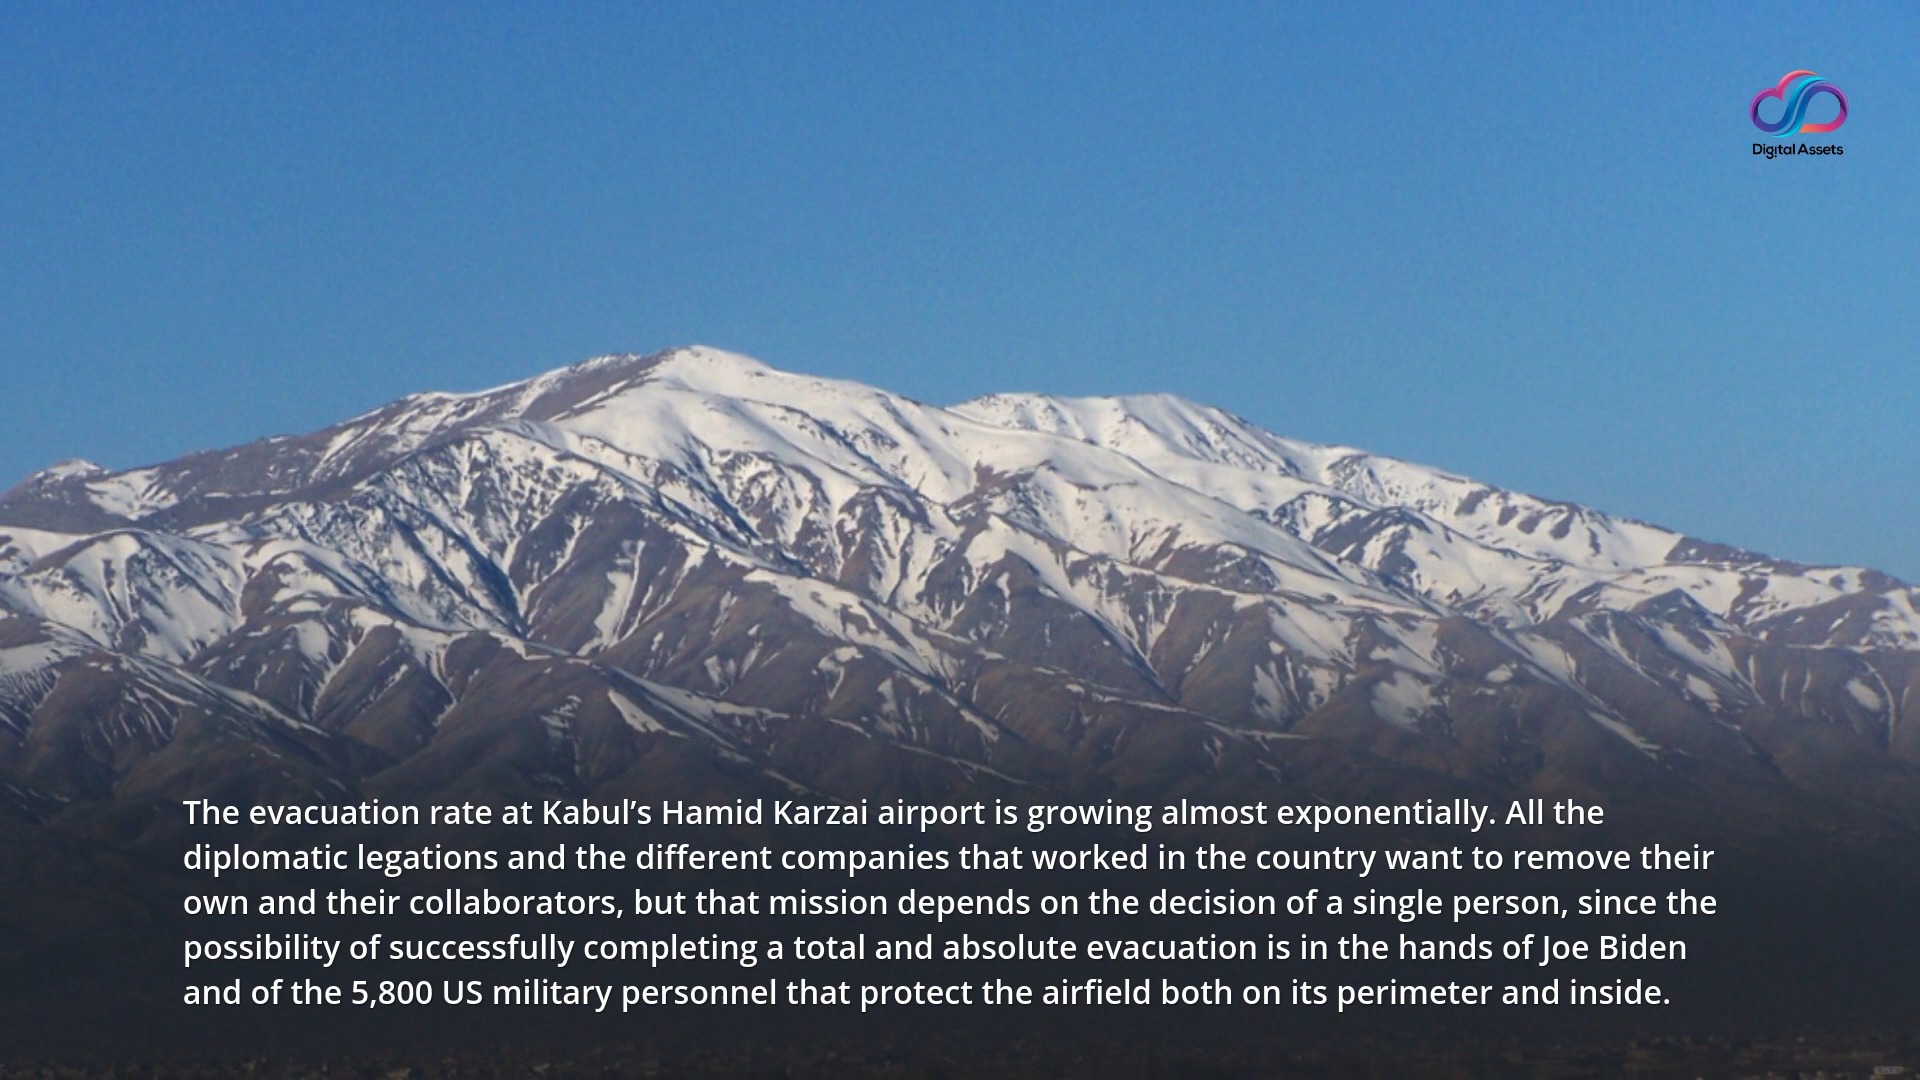 Digital Assets
The evacuation rate at Kabul’s Hamid Karzai airport is growing almost exponentially. All the
diplomatic legations and the different companies that worked in the country want to remove their
own and their collaborators, but that mission depends on the decision of a single person, since the
possibility of successfully completing a total and absolute evacuation is in the hands of Joe Biden
and of the 5,800 US military personnel that protect the airfield both on its perimeter and inside.